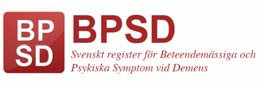 BP
SD
BPSD
Svenskt register för Beteendemässiga och
Psykiska Symptom vid Demens